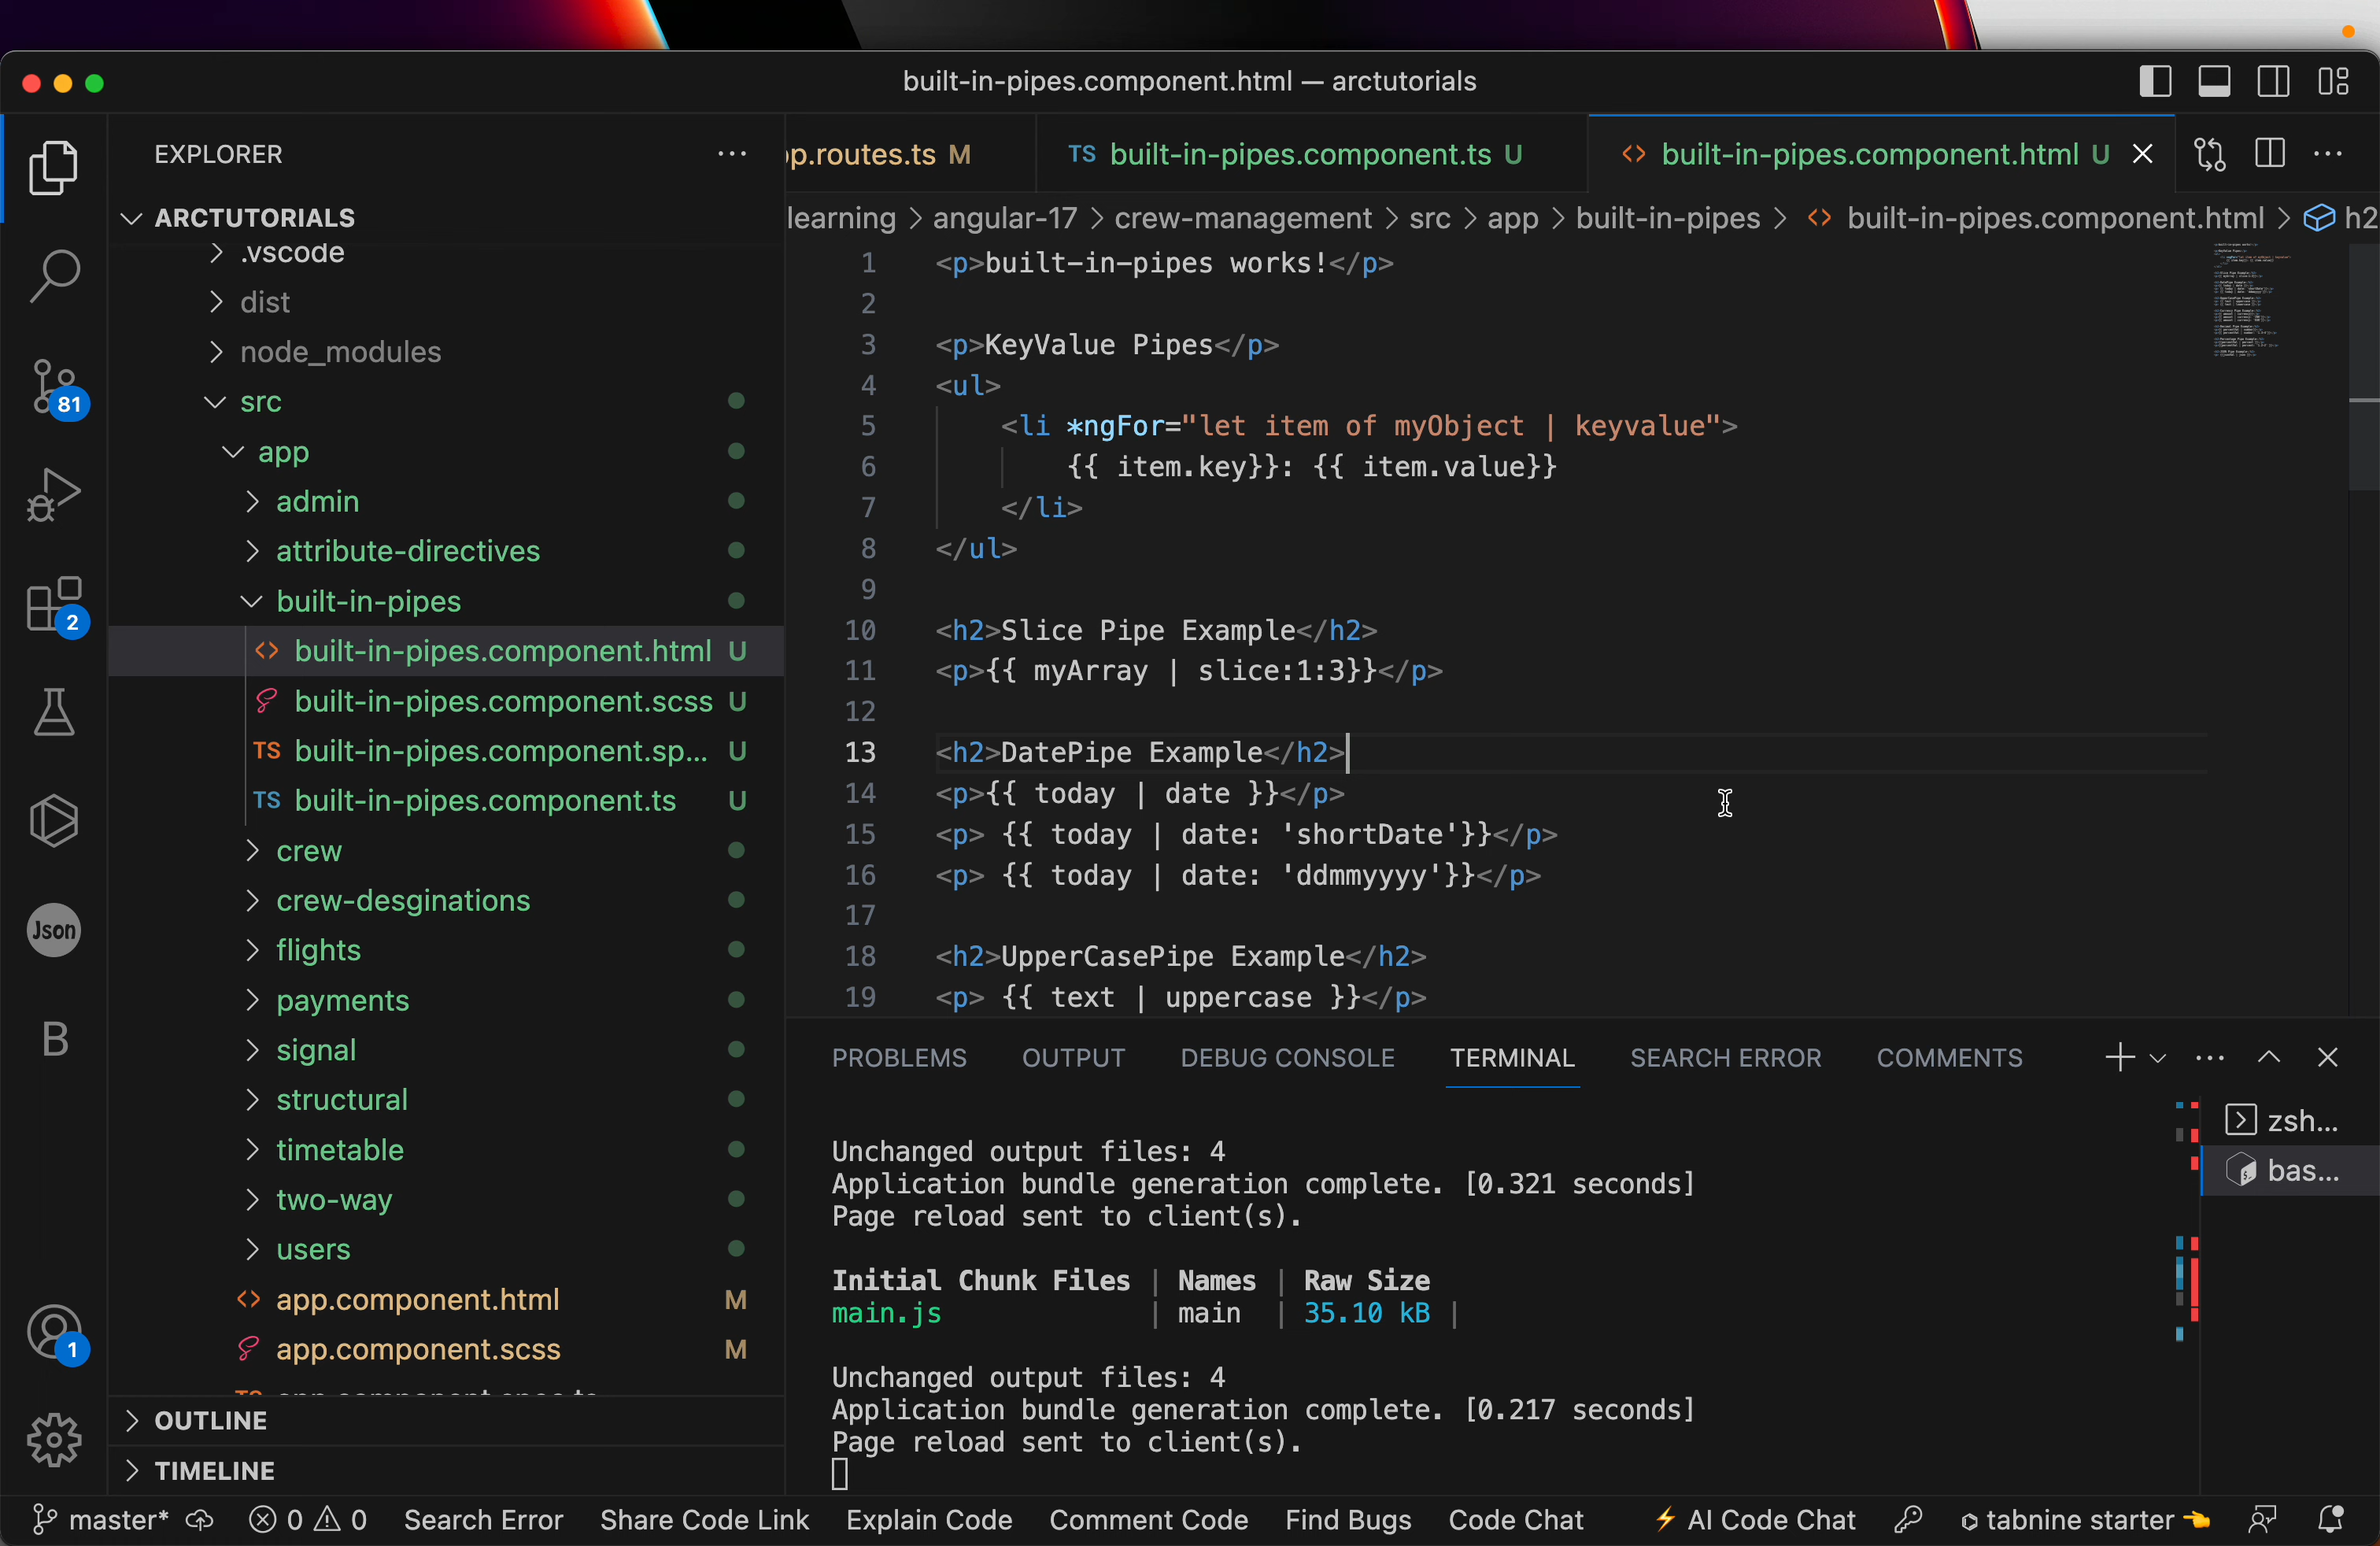 built-in-pipes.component.html — arctutorials
EXPLORER
ARCTUTORIALS
.vscode
dist
node_modules
src
app
admin
attribute-directives
built-in-pipes
built-in-pipes.component.html U
built-in-pipes.component.scss U
TS built-in-pipes.component.sp... U
TS built-in-pipes.component.ts U
crew
crew-desginations
flights
payments
signal
structural
timetable
two-way
users
app.component.html M
app.component.scss M
OUTLINE
TIMELINE
81
2
Json
B
1
p.routes.ts M
TS built-in-pipes.component.ts U
<> built-in-pipes.component.html U
learning > angular-17 > crew-management > src > app > built-in-pipes > <> built-in-pipes.component.html > h2
1 <p>built-in-pipes works!</p>
2
3 <p>KeyValue Pipes</p>
4 <ul>
5 <li *ngFor="let item of myObject | keyvalue">
6 {{ item.key}}: {{ item.value}}
7 </li>
8 </ul>
9
10 <h2>Slice Pipe Example</h2>
11 <p>{{ myArray | slice:1:3}}</p>
12
13 <h2>DatePipe Example</h2>
14 <p>{{ today | date }}</p>
15 <p> {{ today | date: 'shortDate'}}</p>
16 <p> {{ today | date: 'ddmmyyyy'}}</p>
17
18 <h2>UpperCasePipe Example</h2>
19 <p> {{ text | uppercase }}</p>
PROBLEMS OUTPUT DEBUG CONSOLE TERMINAL SEARCH ERROR COMMENTS
Unchanged output files: 4
Application bundle generation complete. [0.321 seconds]
Page reload sent to client(s).
Initial Chunk Files | Names | Raw Size
main.js | main | 35.10 kB |
Unchanged output files: 4
Application bundle generation complete. [0.217 seconds]
Page reload sent to client(s).
zsh...
bas...
master* 0 0 Search Error Share Code Link Explain Code Comment Code Find Bugs Code Chat AI Code Chat tabnine starter